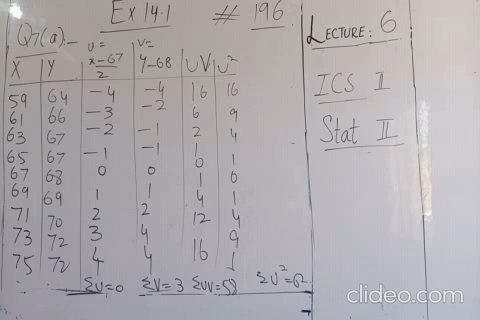 Ex 14.1 # 196
Q7(a):-
X Y U = x-67/2 V= Y-68 UV U²
59 64 -4 -4 16 16
61 66 -3 -2 6 9
63 67 -2 -1 2 4
65 67 -1 -1 1 1
67 68 0 0 0 0
69 69 1 1 1 1
71 70 2 2 4 4
73 72 3 4 12 9
75 72 4 4 16
ΣU=0 ΣV=3 ΣUV=58
LECTURE: 6
ICS II
Stat II
clideo.com